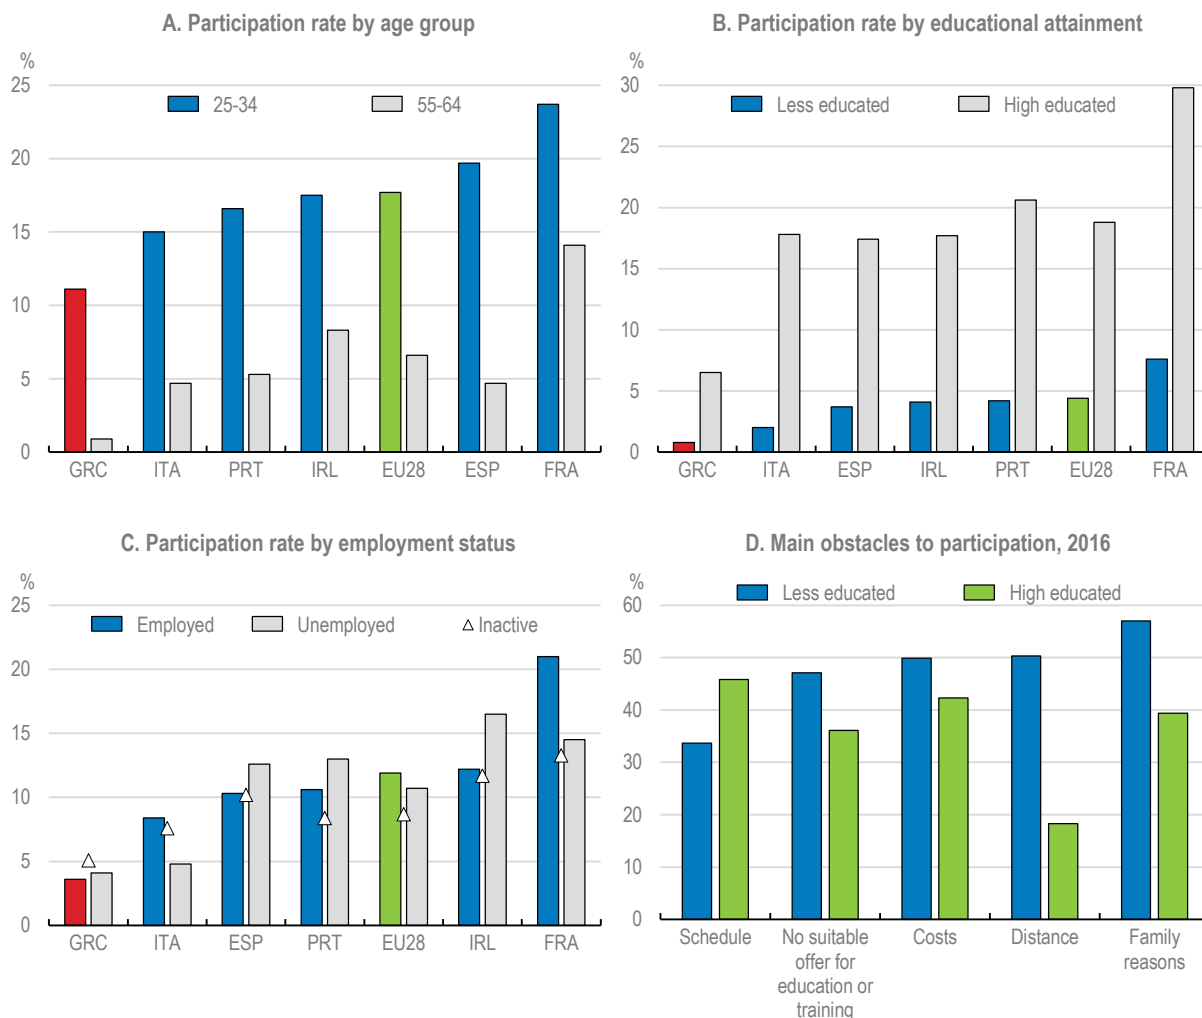 A. Participation rate by age group
%
25
20
15
10
5
0
25-34
55-64
GRC
ITA
PRT
IRL
EU28
ESP
FRA
B. Participation rate by educational attainment
%
30
25
20
15
10
5
0
Less educated
High educated
GRC
ITA
ESP
IRL
PRT
EU28
FRA
C. Participation rate by employment status
%
25
20
15
10
5
0
Employed
Unemployed
Inactive
GRC
ITA
ESP
PRT
EU28
IRL
FRA
D. Main obstacles to participation, 2016
%
60
50
40
30
20
10
0
Less educated
High educated
Schedule
No suitable
offer for
education or
training
Costs
Distance
Family
reasons